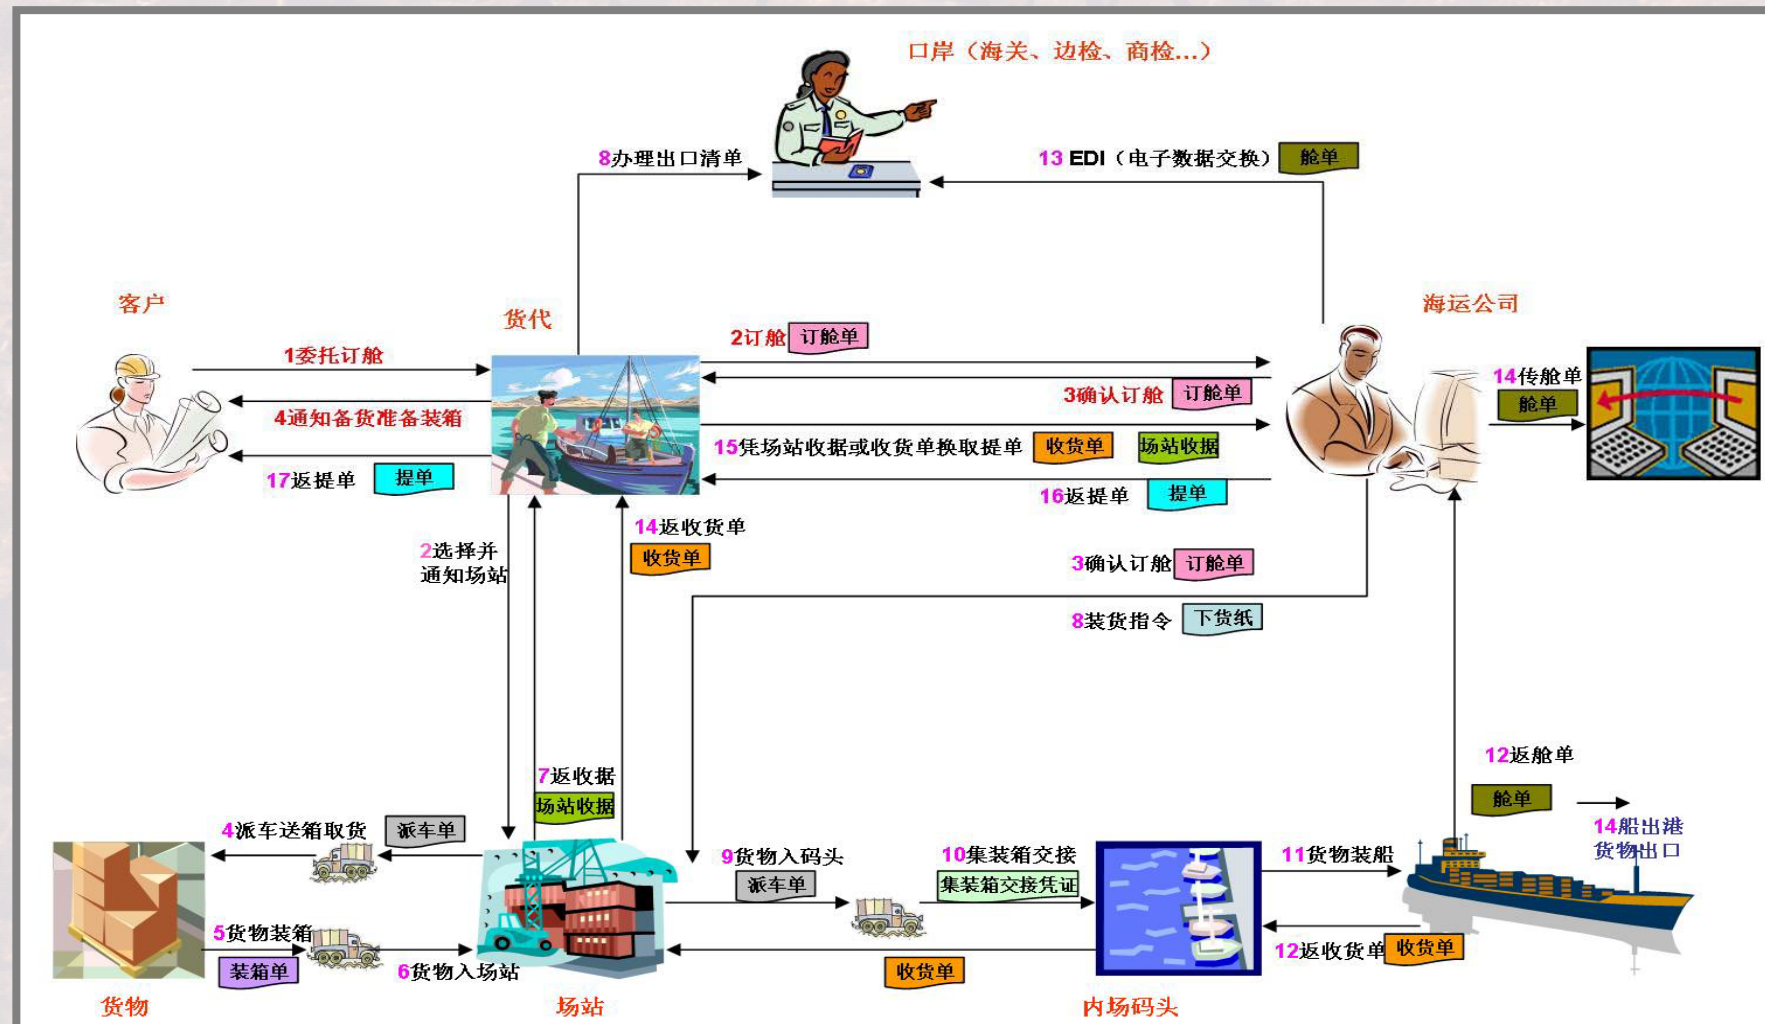 口岸（海关、边检、商检...）
8办理出口清单
13 EDI（电子数据交换） 舱单
客户
货代
海运公司
1委托订舱
2订舱 订舱单
3确认订舱 订舱单
14传舱单
舱单
4通知备货准备装箱
15凭场站收据或收货单换取提单 收货单 场站收据
17返提单 提单
16返提单 提单
2选择并
通知场站
14返收货单
收货单
3确认订舱 订舱单
8装货指令 下货纸
12返舱单
舱单
7返收据
场站收据
14船出港
货物出口
4派车送箱取货 派车单
9货物入码头
派车单
10集装箱交接
集装箱交接凭证
11货物装船
5货物装箱
装箱单
6货物入场站
收货单
12返收货单 收货单
货物
场站
内场码头